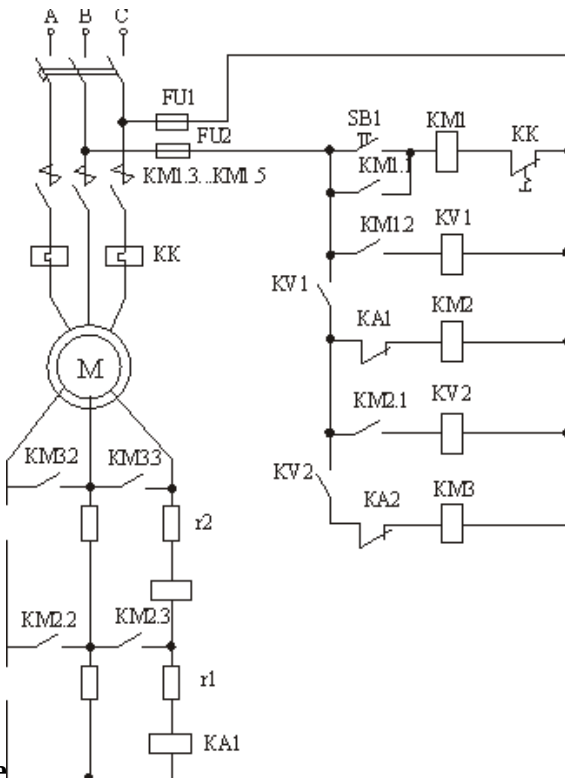 A B C
FU1
FU2
SB1
KM1
KK
KM1.1
KM1.3...KM1.5
KM1.2
KV1
KK
KV1
KA1
KM2
M
KM2.1
KV2
KM3.2
KM3.3
KV2
KA2
KM3
r2
KM2.2
KM2.3
r1
KA1
e